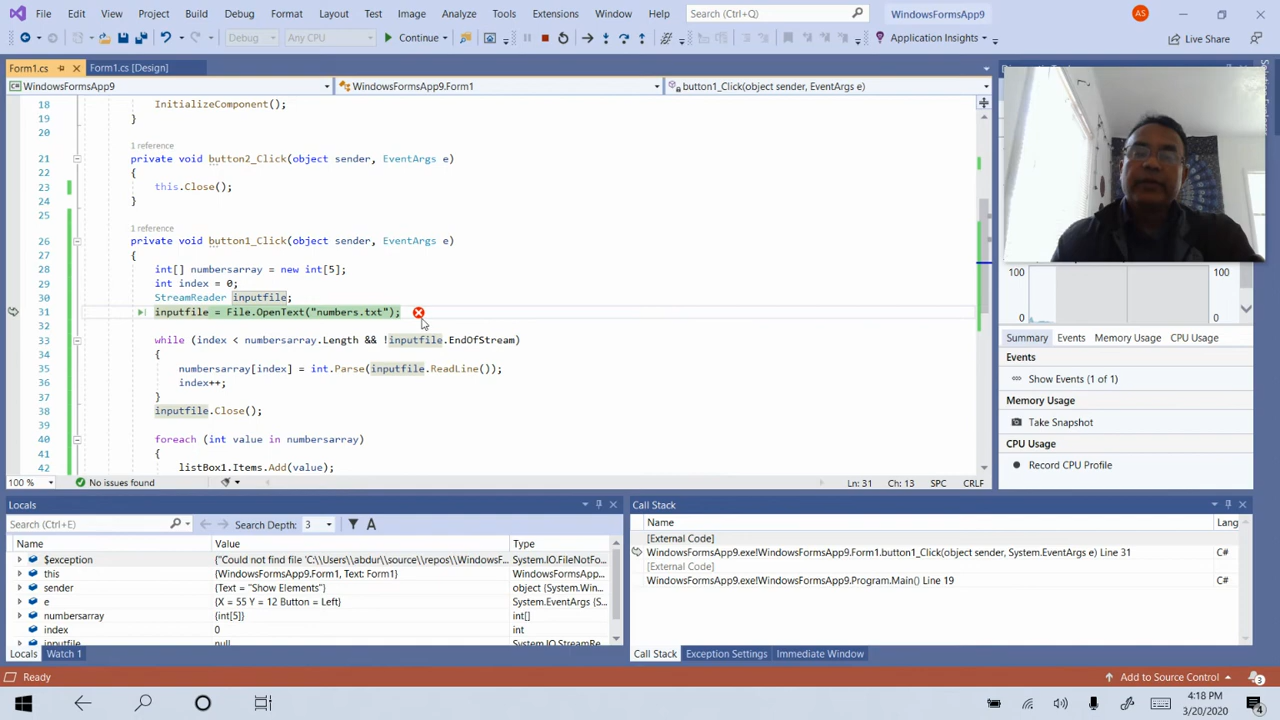 File Edit View Project Build Debug Format Layout Test Image Analyze Tools Extensions Window Help Search (Ctrl+Q) WindowsFormsApp9 AS
Debug Any CPU Continue Application Insights Live Share
Form1.cs Form1.cs [Design]
WindowsFormsApp9 WindowsFormsApp9.Form1 button1_Click(object sender, EventArgs e)
18 InitializeComponent();
19 }
20
1 reference
21 private void button2_Click(object sender, EventArgs e)
22 {
23 this.Close();
24 }
25
1 reference
26 private void button1_Click(object sender, EventArgs e)
27 {
28 int[] numbersarray = new int[5];
29 int index = 0;
30 StreamReader inputfile;
31 inputfile = File.OpenText("numbers.txt");
32
33 while (index < numbersarray.Length && !inputfile.EndOfStream)
34 {
35 numbersarray[index] = int.Parse(inputfile.ReadLine());
36 index++;
37 }
38 inputfile.Close();
39
40 foreach (int value in numbersarray)
41 {
42 listBox1.Items.Add(value);
100 % No issues found Ln: 31 Ch: 13 SPC CRLF
100 100
0 0
Summary Events Memory Usage CPU Usage
Events
Show Events (1 of 1)
Memory Usage
Take Snapshot
CPU Usage
Record CPU Profile
Locals
Search (Ctrl+E) Search Depth: 3 A
Name Value Type
$exception {"Could not find file 'C:\\Users\\abdur\\source\\repos\\WindowsF System.IO.FileNotFo
this {WindowsFormsApp9.Form1, Text: Form1} WindowsFormsApp...
sender {Text = "Show Elements"} object {System.Win...
e {X = 55 Y = 12 Button = Left} System.EventArgs {S...
numbersarray {int[5]} int[]
index 0 int
inputfile null System.IO.StreamRe
Locals Watch 1
Call Stack
Name Lang
[External Code]
WindowsFormsApp9.exe!WindowsFormsApp9.Form1.button1_Click(object sender, System.EventArgs e) Line 31 C#
[External Code]
WindowsFormsApp9.exe!WindowsFormsApp9.Program.Main() Line 19 C#
Call Stack Exception Settings Immediate Window
Ready Add to Source Control 3
4:18 PM
3/20/2020 4